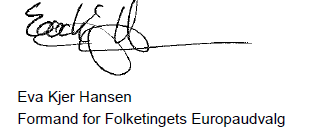 Eva Kjer Hansen
Formand for Folketingets Europaudvalg